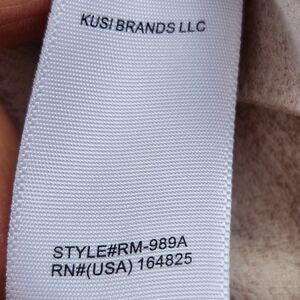 KUSI BRANDS LLC
STYLE#RM-989A
RN#(USA) 164825